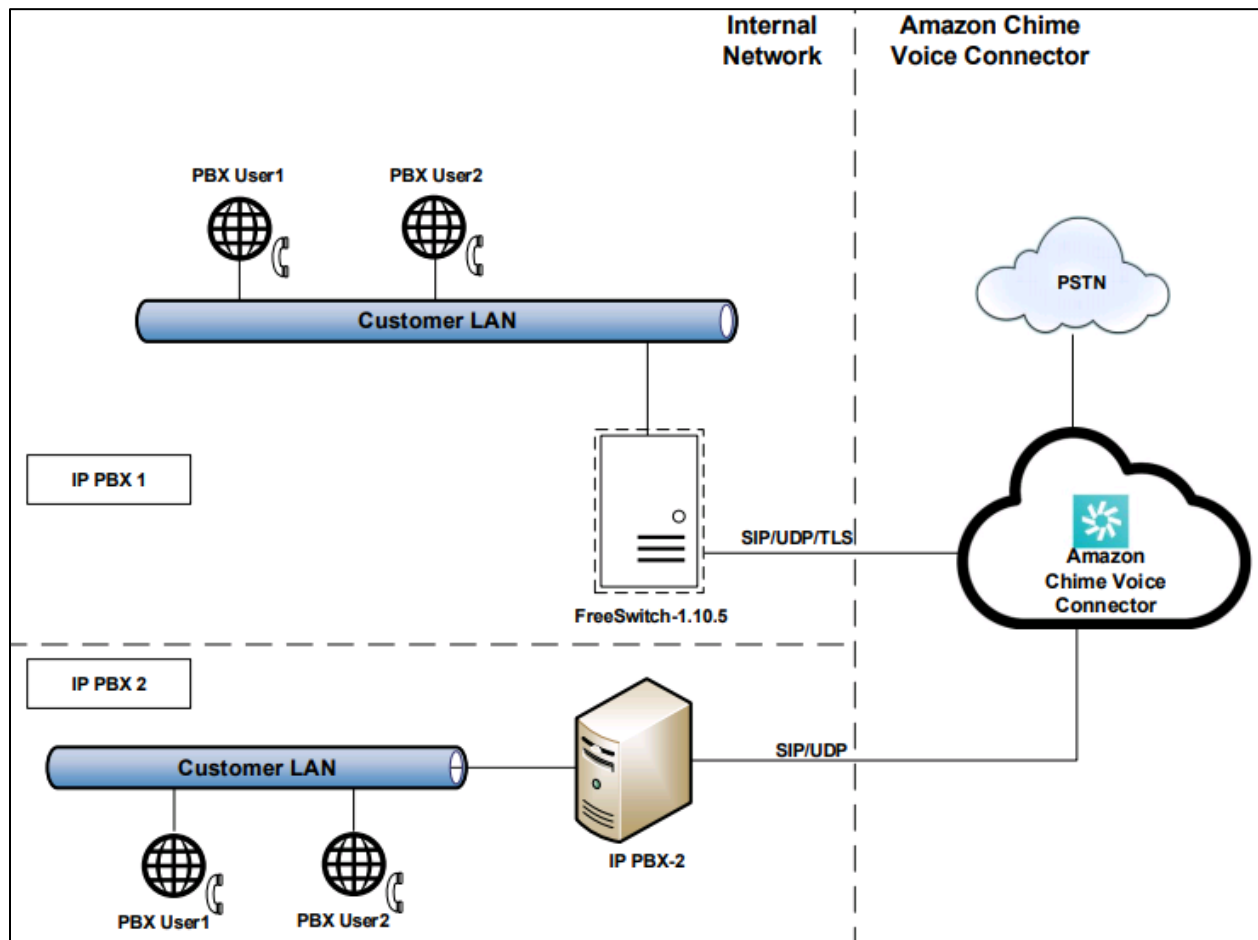 Internal
Network
Amazon Chime
Voice Connector
PBX User1
PBX User2
Customer LAN
PSTN
IP PBX 1
SIP/UDP/TLS
Amazon
Chime Voice
Connector
FreeSwitch-1.10.5
IP PBX 2
Customer LAN
SIP/UDP
IP PBX-2
PBX User1
PBX User2